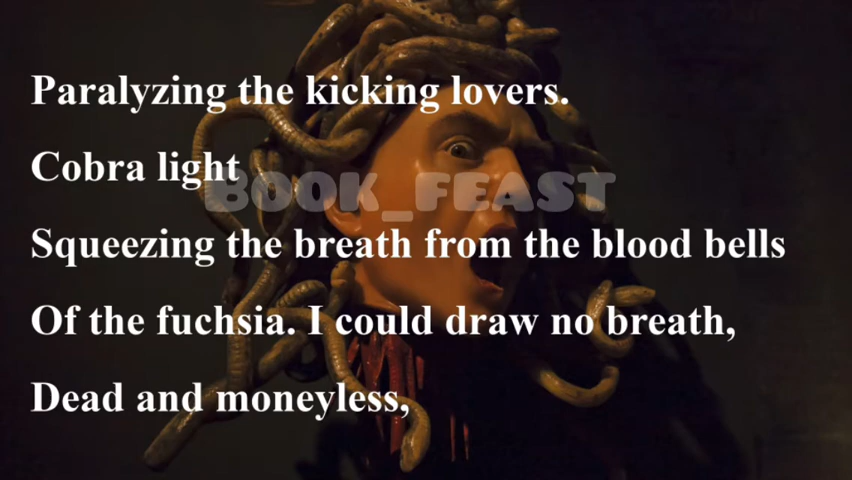 Paralyzing the kicking lovers.
Cobra light
BOOK_FEAST
Squeezing the breath from the blood bells
Of the fuchsia. I could draw no breath,
Dead and moneyless,